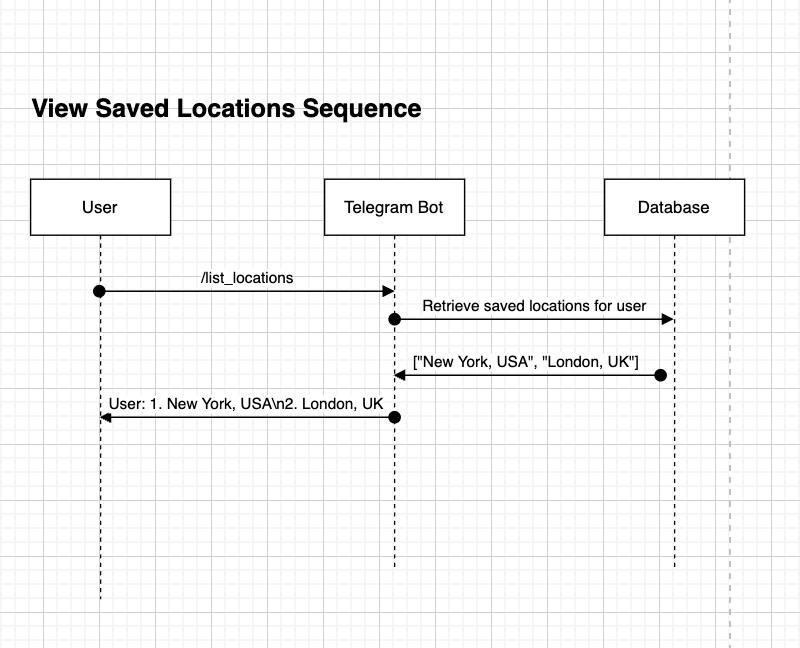 View Saved Locations Sequence
User
Telegram Bot
Database
/list_locations
Retrieve saved locations for user
["New York, USA", "London, UK"]
User: 1. New York, USA\n2. London, UK